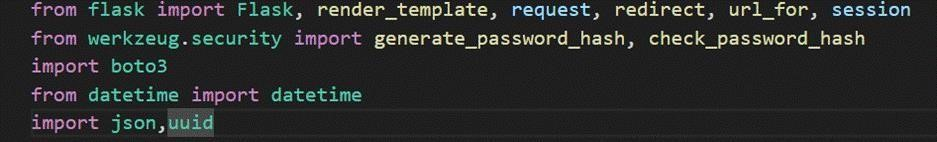 from flask import Flask, render_template, request, redirect, url_for, session
from werkzeug.security import generate_password_hash, check_password_hash
import boto3
from datetime import datetime
import json,uuid